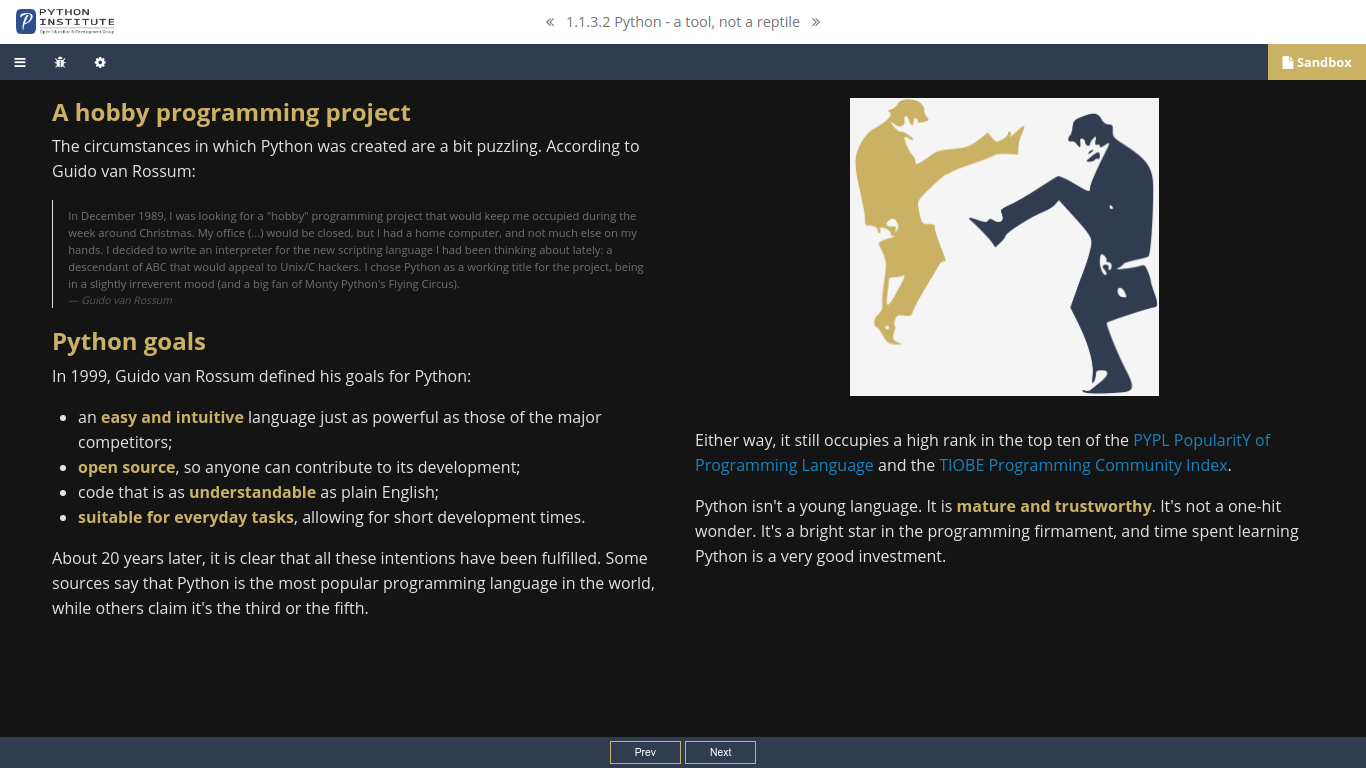 PYTHON
INSTITUTE
Open Education & Development Group
« 1.1.3.2 Python - a tool, not a reptile »
Sandbox
A hobby programming project
The circumstances in which Python was created are a bit puzzling. According to
Guido van Rossum:
In December 1989, I was looking for a "hobby" programming project that would keep me occupied during the
week around Christmas. My office (...) would be closed, but I had a home computer, and not much else on my
hands. I decided to write an interpreter for the new scripting language I had been thinking about lately: a
descendant of ABC that would appeal to Unix/C hackers. I chose Python as a working title for the project, being
in a slightly irreverent mood (and a big fan of Monty Python's Flying Circus).
— Guido van Rossum
Python goals
In 1999, Guido van Rossum defined his goals for Python:
• an easy and intuitive language just as powerful as those of the major
competitors;
• open source, so anyone can contribute to its development;
• code that is as understandable as plain English;
• suitable for everyday tasks, allowing for short development times.
About 20 years later, it is clear that all these intentions have been fulfilled. Some
sources say that Python is the most popular programming language in the world,
while others claim it's the third or the fifth.
Either way, it still occupies a high rank in the top ten of the PYPL PopularitY of
Programming Language and the TIOBE Programming Community Index.
Python isn't a young language. It is mature and trustworthy. It's not a one-hit
wonder. It's a bright star in the programming firmament, and time spent learning
Python is a very good investment.
Prev
Next